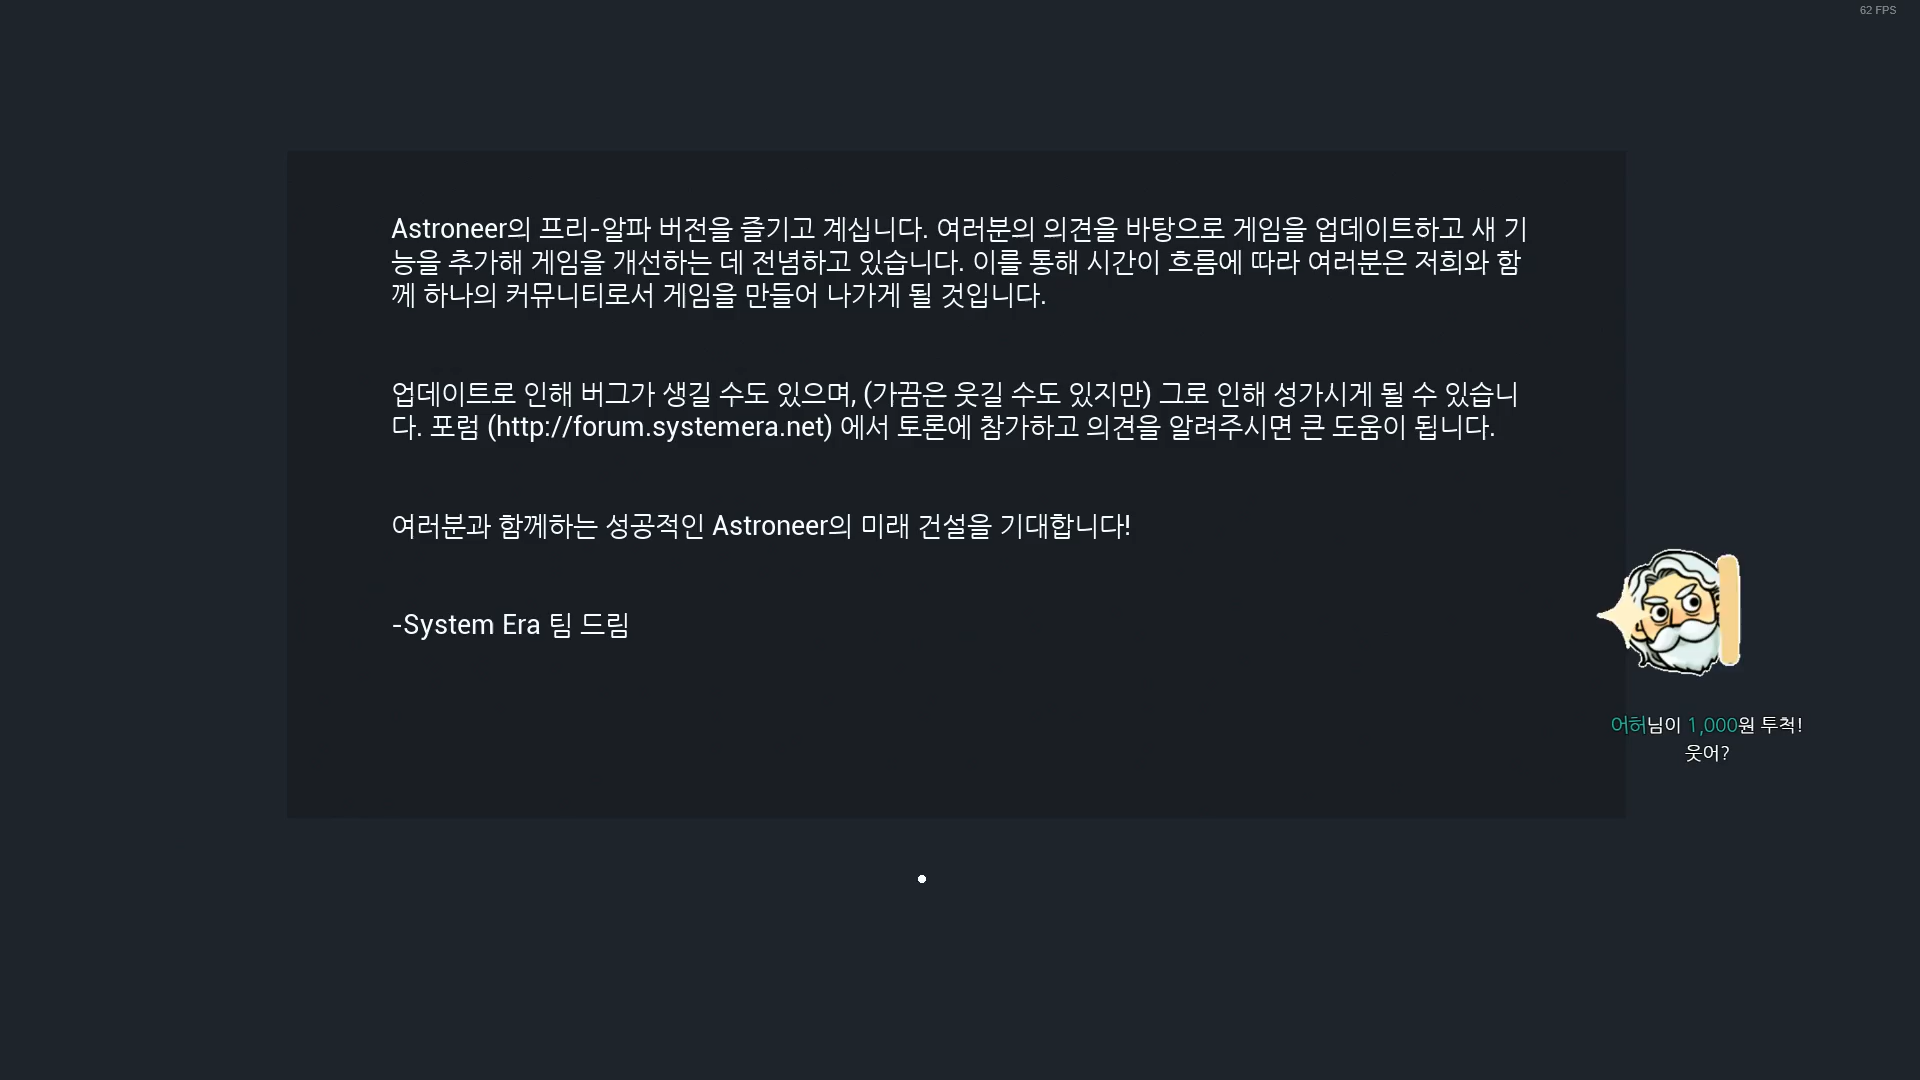 62 FPS
Astroneer의 프리-알파 버전을 즐기고 계십니다. 여러분의 의견을 바탕으로 게임을 업데이트하고 새 기
능을 추가해 게임을 개선하는 데 전념하고 있습니다. 이를 통해 시간이 흐름에 따라 여러분은 저희와 함
께 하나의 커뮤니티로서 게임을 만들어 나가게 될 것입니다.
업데이트로 인해 버그가 생길 수도 있으며, (가끔은 웃길 수도 있지만) 그로 인해 성가시게 될 수 있습니
다. 포럼 (http://forum.systemera.net) 에서 토론에 참가하고 의견을 알려주시면 큰 도움이 됩니다.
여러분과 함께하는 성공적인 Astroneer의 미래 건설을 기대합니다!
-System Era 팀 드림
어허님이 1,000원 투척!
웃어?